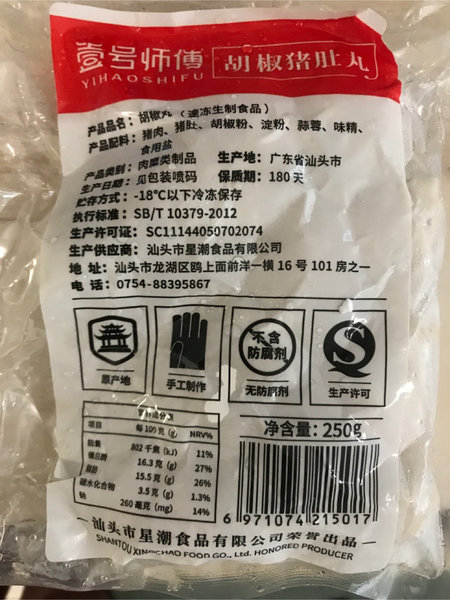 壹号师傅
YIHAOSHIFU
胡椒猪肚丸
产品品名：胡椒丸（速冻生制食品）
产品配料：猪肉、猪肚、胡椒粉、淀粉、蒜蓉、味精、
食用盐
产品类别：肉糜类制品 生产地：广东省汕头市
生产日期：见包装喷码 保质期：180天
贮存方式：-18℃以下冷冻保存
执行标准：SB/T 10379-2012
生产许可证：SC11144050702074
生产供应商：汕头市星潮食品有限公司
地 址：汕头市龙湖区鸥上面前洋一横16号101房之一
电 话：0754-88395867
原产地
手工制作
不含
防腐剂
无防腐剂
生产许可
营养成分表
项目 每100克(g) NRV%
能量 802千焦(kJ) 11%
蛋白质 16.3克(g) 27%
脂肪 15.5克(g) 26%
碳水化合物 3.5克(g) 1.3%
钠 260毫克(mg) 14%
净含量：250g
6 971074 215017
汕头市星潮食品有限公司荣誉出品
SHANTOU XINGCHAO FOOD GO., Ltd. HONORED PRODUCER